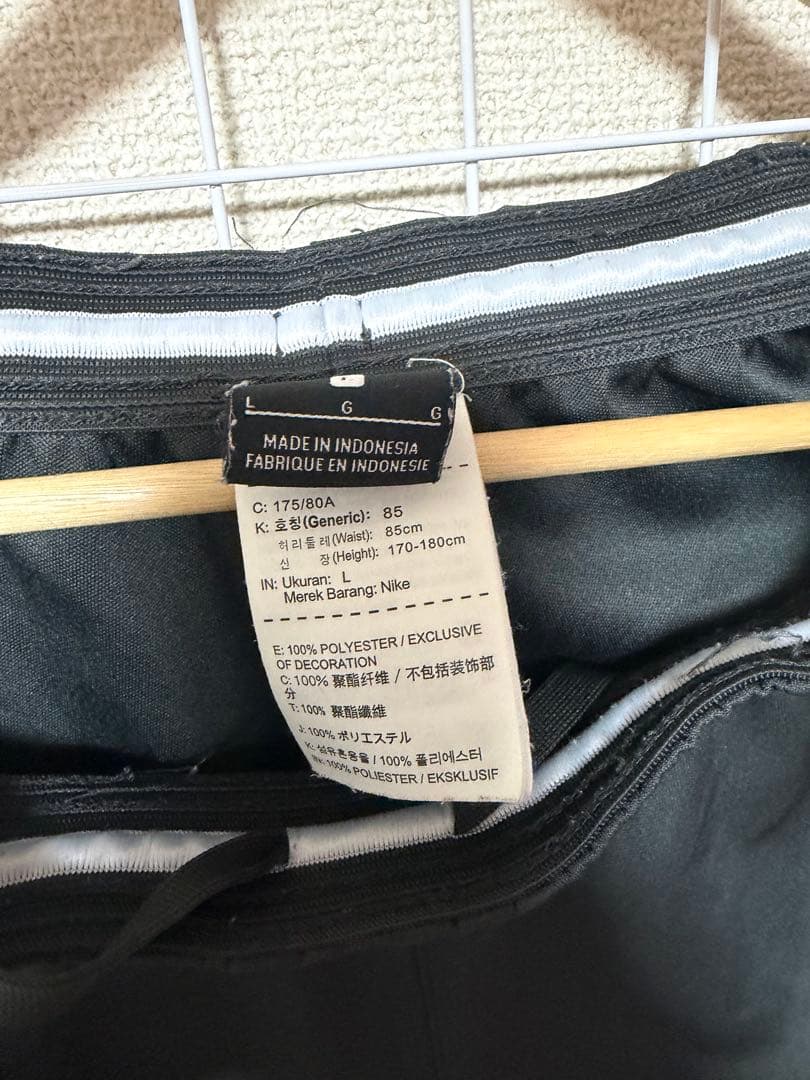 L G G
MADE IN INDONESIA
FABRIQUE EN INDONESIE
C: 175/80A
K: 호칭(Generic): 85
허리둘레(Waist): 85cm
신 장(Height): 170-180cm
IN: Ukuran: L
Merek Barang: Nike
E: 100% POLYESTER / EXCLUSIVE
OF DECORATION
C: 100% 聚酯纤维 / 不包括装饰部
分
T: 100% 聚酯纖維
J: 100% ポリエステル
K: 섬유혼용율 / 100% 폴리에스터
IN: 100% POLIESTER / EKSKLUSIF